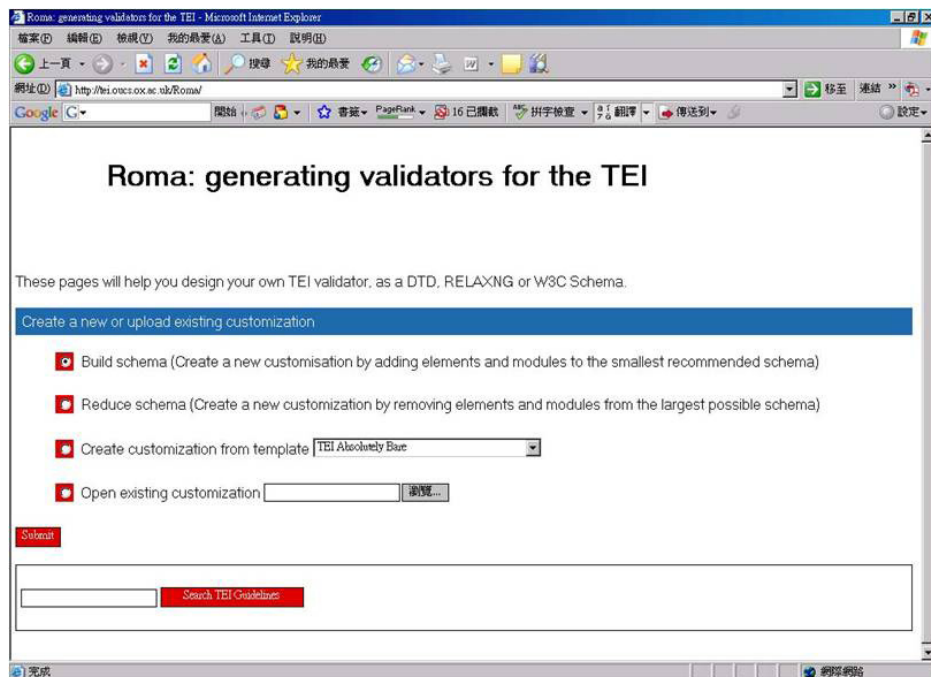 Roma: generating validators for the TEI - Microsoft Internet Explorer
檔案(F) 編輯(E) 檢視(V) 我的最愛(A) 工具(T) 說明(H)
上一頁 搜尋 我的最愛
網址(D) http://tei.oucs.ox.ac.uk/Roma/ 移至 連結 »
Google G 開始 書籤 PageRank 16 已攔截 拼字檢查 翻譯 傳送到 設定
Roma: generating validators for the TEI
These pages will help you design your own TEI validator, as a DTD, RELAXNG or W3C Schema.
Create a new or upload existing customization
Build schema (Create a new customisation by adding elements and modules to the smallest recommended schema)
Reduce schema (Create a new customization by removing elements and modules from the largest possible schema)
Create customization from template TEI Absolutely Bare
Open existing customization 瀏覽...
Submit
Search TEI Guidelines
完成 網際網路